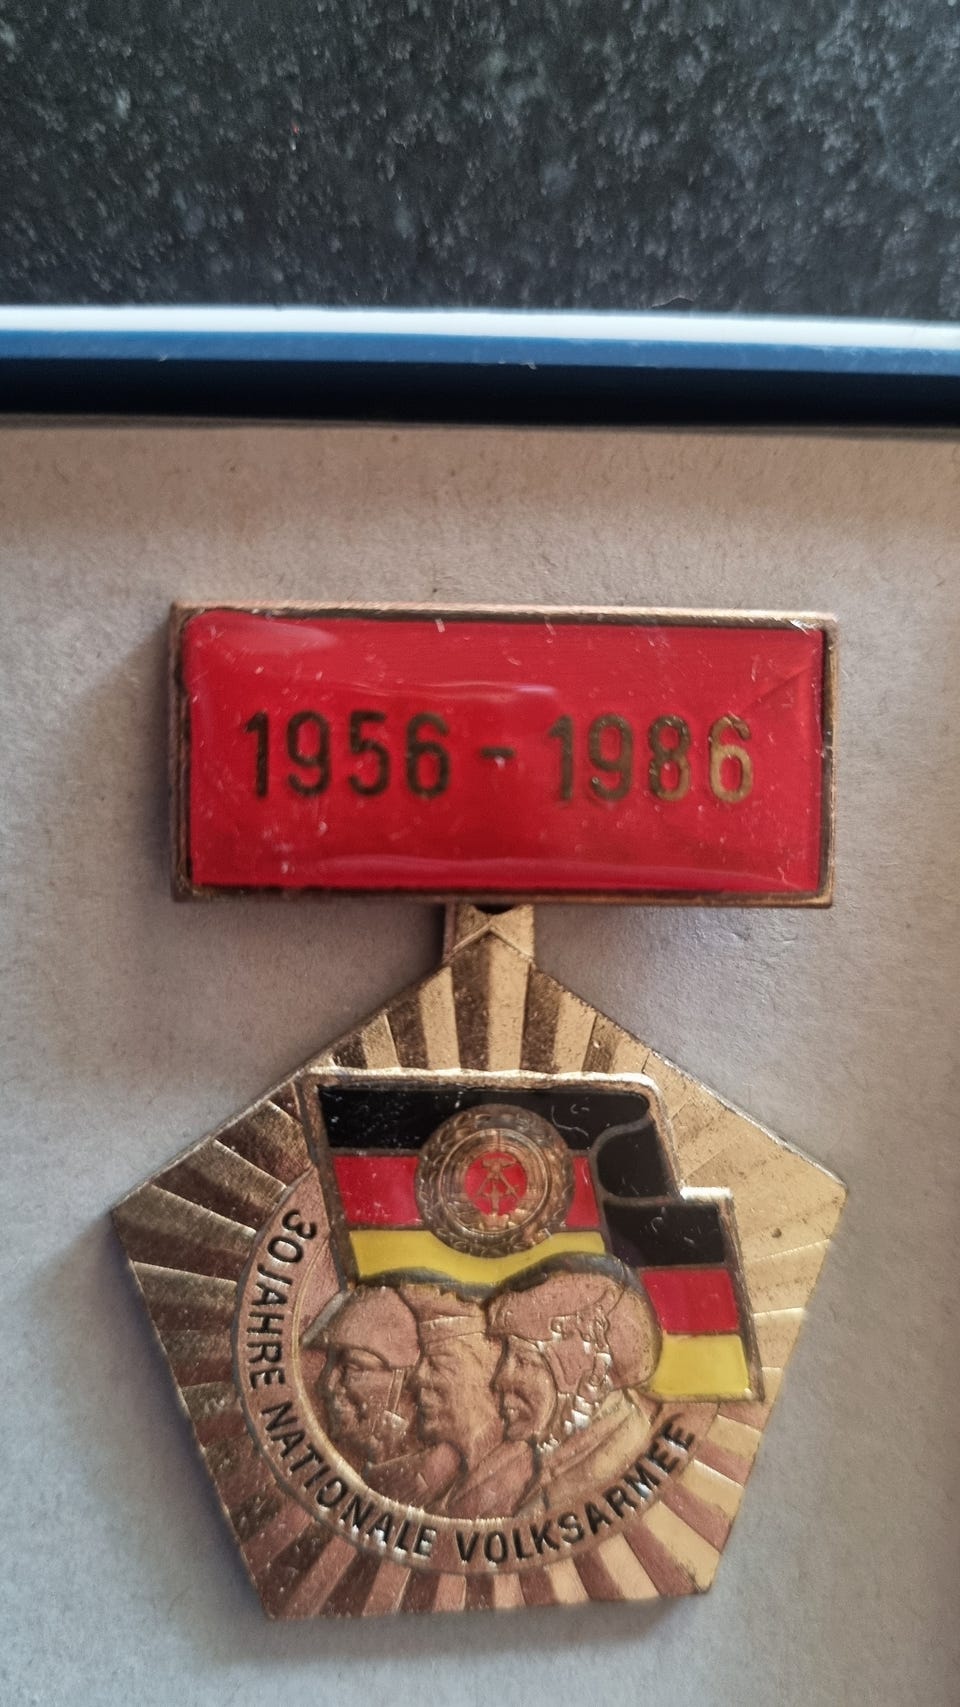 1956 - 1986
30 JAHRE NATIONALE VOLKSARMEE